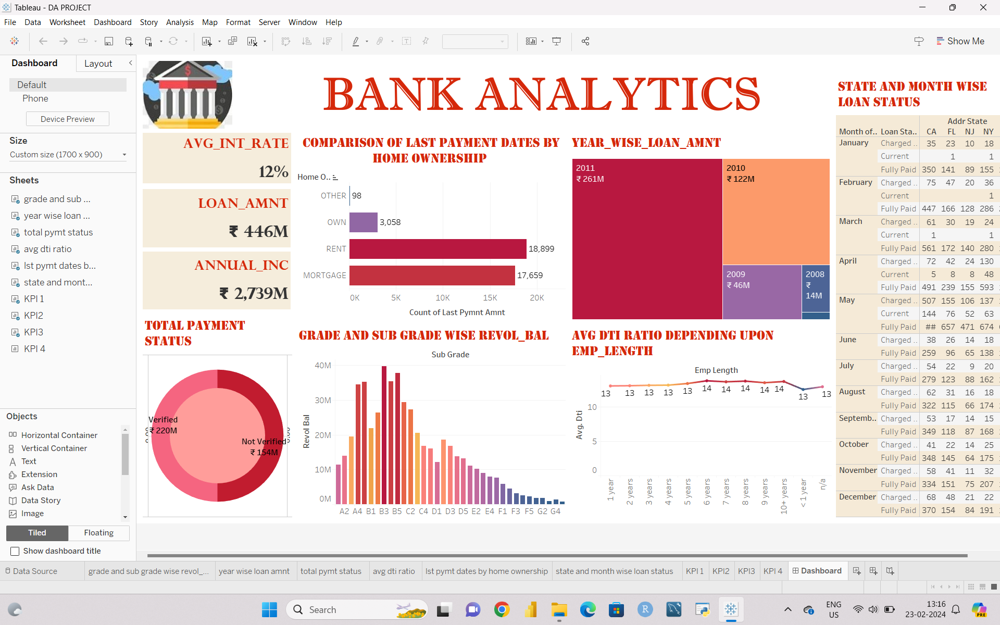 Tableau - DA PROJECT
File Data Worksheet Dashboard Story Analysis Map Format Server Window Help
Show Me
Dashboard Layout
Default
Phone
Device Preview
Size
Custom size (1700 x 900)
Sheets
grade and sub ...
year wise loan ...
total pymt status
avg dti ratio
lst pymt dates b...
state and mont...
KPI 1
KPI2
KPI3
KPI 4
Objects
Horizontal Container
Vertical Container
Text
Extension
Ask Data
Data Story
Image
Tiled Floating
Show dashboard title
BANK ANALYTICS
AVG_INT_RATE
12%
LOAN_AMNT
₹ 446M
ANNUAL_INC
₹ 2,739M
COMPARISON OF LAST PAYMENT DATES BY
HOME OWNERSHIP
Home O..
OTHER 98
OWN 3,058
RENT 18,899
MORTGAGE 17,659
0K 5K 10K 15K 20K
Count of Last Pymnt Amnt
YEAR_WISE_LOAN_AMNT
2011
₹ 261M
2010
₹ 122M
2009
₹ 46M
2008
₹
14M
TOTAL PAYMENT
STATUS
Verified
₹ 220M
Not Verified
₹ 154M
GRADE AND SUB GRADE WISE REVOL_BAL
Sub Grade
40M
30M
20M
10M
0M
Revol Bal
A2 A4 B1 B3 B5 C2 C4 D1 D3 D5 E2 E4 F1 F3 F5 G2 G4
AVG DTI RATIO DEPENDING UPON
EMP_LENGTH
Emp Length
13 13 13 13 13 14 14 14 14 14 13 13
10
5
0
Avg. Dti
1 year 2 years 3 years 4 years 5 years 6 years 7 years 8 years 9 years 10+ years < 1 year n/a
STATE AND MONTH WISE
LOAN STATUS
Addr State
Month of.. Loan Sta.. CA FL NJ NY
January Charged .. 35 23 10 18
Current 1 1
Fully Paid 350 141 89 155
February Charged .. 75 47 20 36
Current 1
Fully Paid 447 166 128 286
March Charged .. 61 30 19 24
Current 1 1
Fully Paid 561 172 140 280
April Charged .. 72 42 24 130
Current 5 8 8 48
Fully Paid 491 239 155 593
May Charged .. 507 155 106 137
Current 144 76 52 63
Fully Paid ## 657 471 674
June Charged .. 38 26 14 18
Fully Paid 259 96 65 138
July Charged .. 54 22 9 20
Fully Paid 279 123 88 162
August Charged .. 62 31 16 18
Fully Paid 322 115 66 174
Septemb.. Charged .. 53 17 14 15
Fully Paid 349 118 87 168
October Charged .. 41 22 14 25
Fully Paid 348 145 64 175
November Charged .. 58 41 11 32
Fully Paid 334 151 75 207
December Charged .. 68 48 21 22
Fully Paid 370 154 84 191
Data Source grade and sub grade wise revol_... year wise loan amnt total pymt status avg dti ratio lst pymt dates by home ownership state and month wise loan status KPI 1 KPI2 KPI3 KPI 4 Dashboard
Search
ENG
US
13:16
23-02-2024
PRE